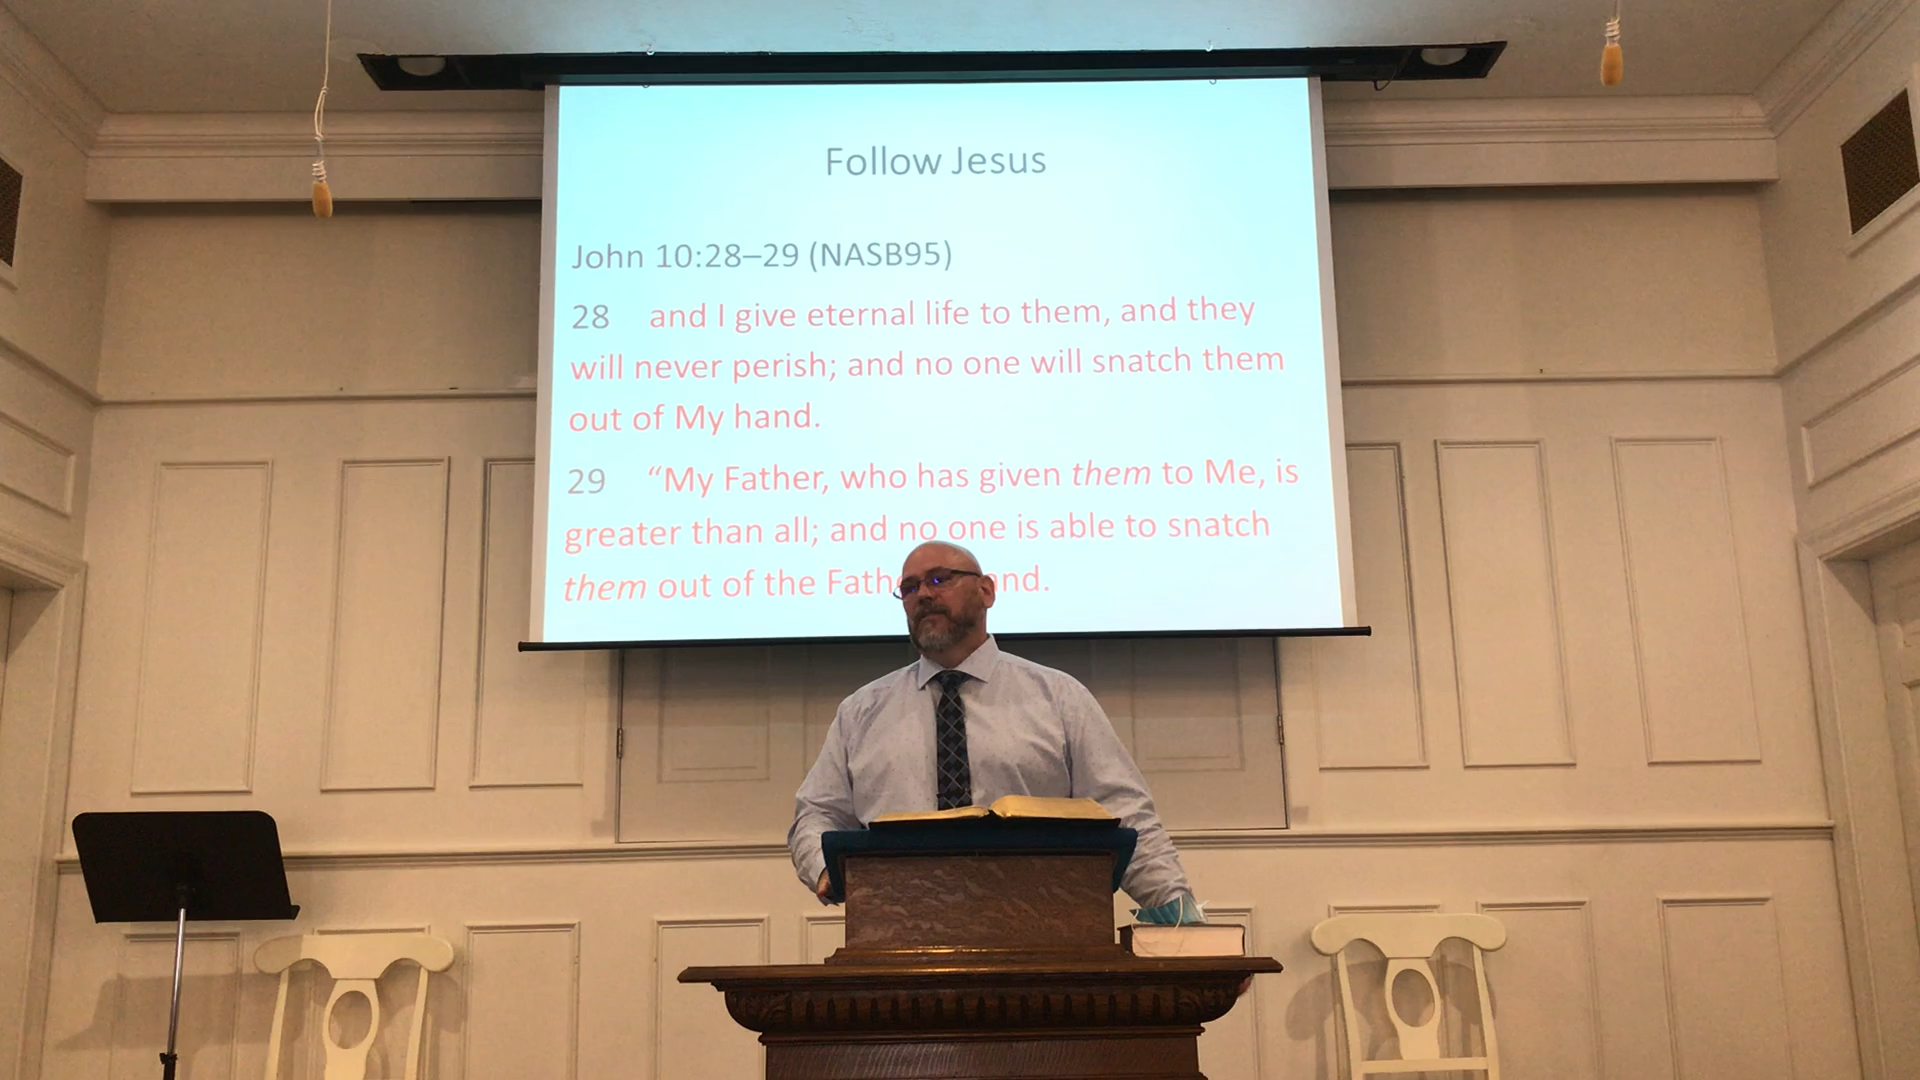 Follow Jesus
John 10:28–29 (NASB95)
28 and I give eternal life to them, and they
will never perish; and no one will snatch them
out of My hand.
29 “My Father, who has given them to Me, is
greater than all; and no one is able to snatch
them out of the